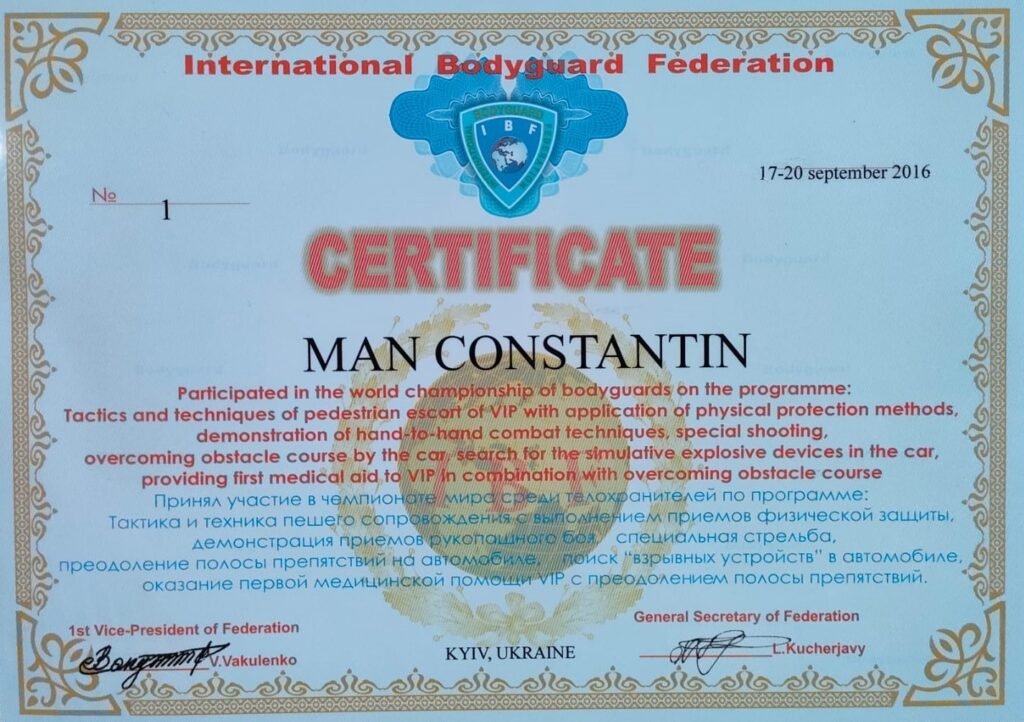 International Bodyguard Federation
BODYGUARD
I B F
17-20 september 2016
№ 1
CERTIFICATE
MAN CONSTANTIN
Participated in the world championship of bodyguards on the programme:
Tactics and techniques of pedestrian escort of VIP with application of physical protection methods,
demonstration of hand-to-hand combat techniques, special shooting,
overcoming obstacle course by the car, search for the simulative explosive devices in the car,
providing first medical aid to VIP in combination with overcoming obstacle course
Принял участие в чемпионате мира среди телохранителей по программе:
Тактика и техника пешего сопровождения с выполнением приемов физической защиты,
демонстрация приемов рукопашного боя, специальная стрельба,
преодоление полосы препятствий на автомобиле, поиск "взрывных устройств" в автомобиле,
оказание первой медицинской помощи VIP с преодолением полосы препятствий.
1st Vice-President of Federation
V.Vakulenko
KYIV, UKRAINE
General Secretary of Federation
L.Kucherjavy